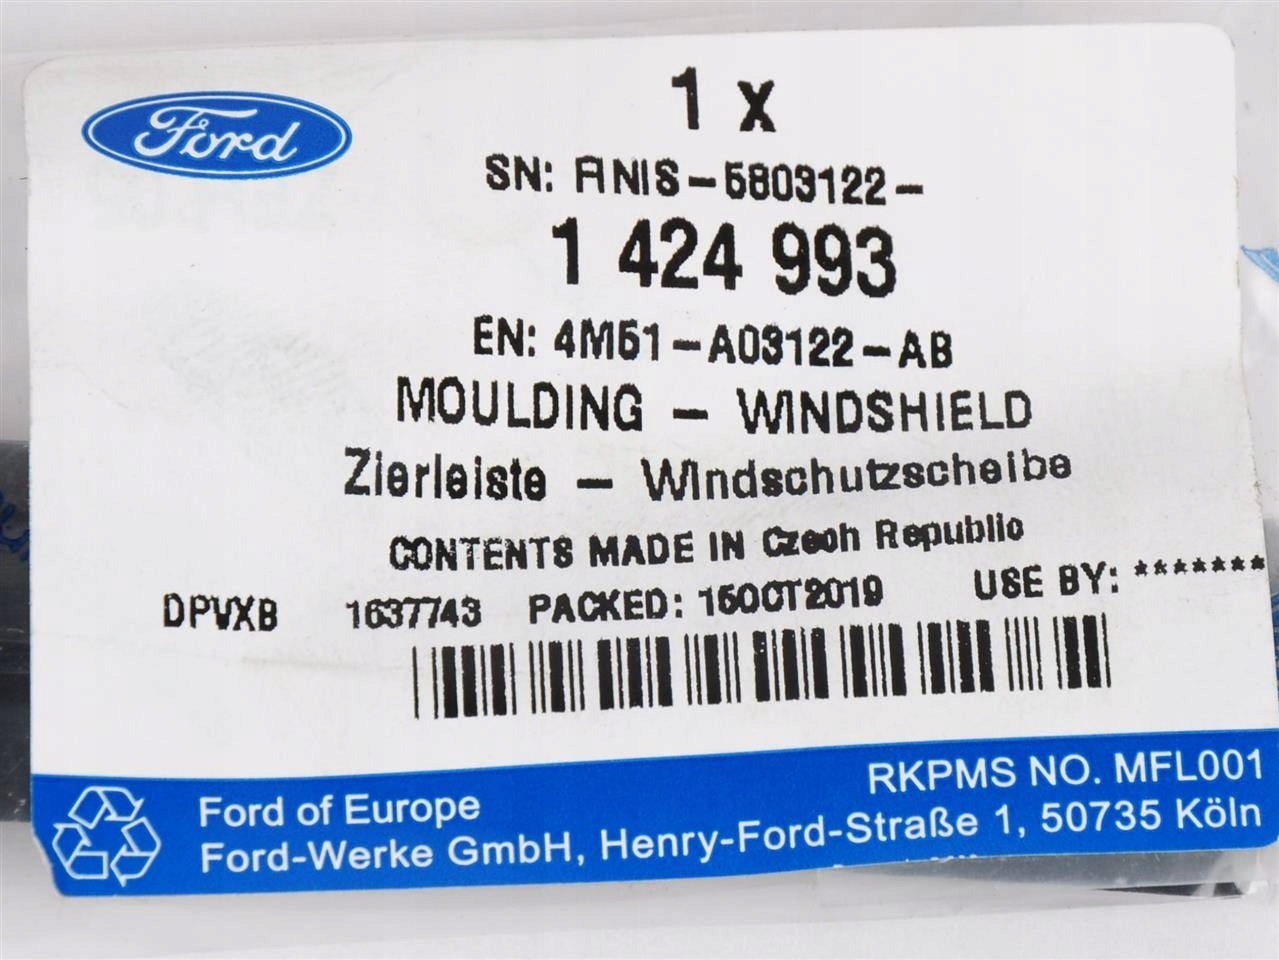 Ford
1 x
SN: FINIS-6803122-
1 424 993
EN: 4M51-A03122-AB
MOULDING - WINDSHIELD
Zierleiste - Windschutzscheibe
CONTENTS MADE IN Czech Republic
DPVXB 1637743 PACKED: 15OCT2019 USE BY: *******
RKPMS NO. MFL001
Ford of Europe
Ford-Werke GmbH, Henry-Ford-Straße 1, 50735 Köln